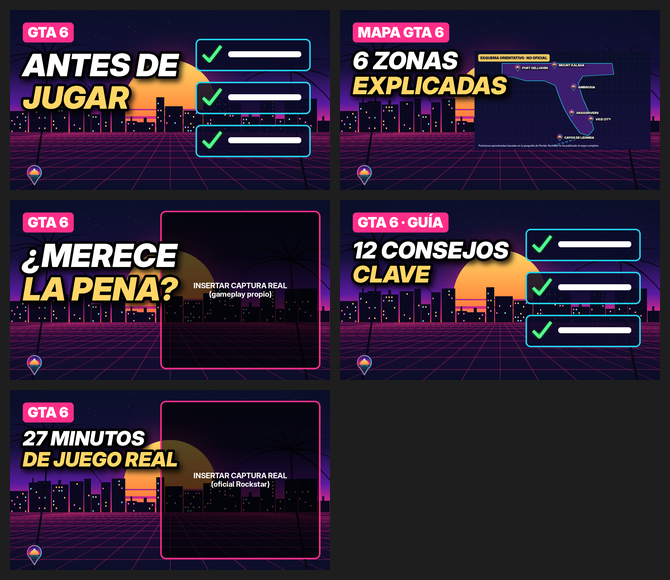 GTA 6
ANTES DE
JUGAR
MAPA GTA 6
6 ZONAS
EXPLICADAS
ESQUEMA ORIENTATIVO · NO OFICIAL
PORT GELLHORN
MOUNT KALAGA
AMBROSIA
GRASSRIVERS
VICE CITY
CAYOS DE LEONIDA
GTA 6
¿MERECE
LA PENA?
INSERTAR CAPTURA REAL
(gameplay propio)
GTA 6 · GUÍA
12 CONSEJOS
CLAVE
GTA 6
27 MINUTOS
DE JUEGO REAL
INSERTAR CAPTURA REAL
(oficial Rockstar)